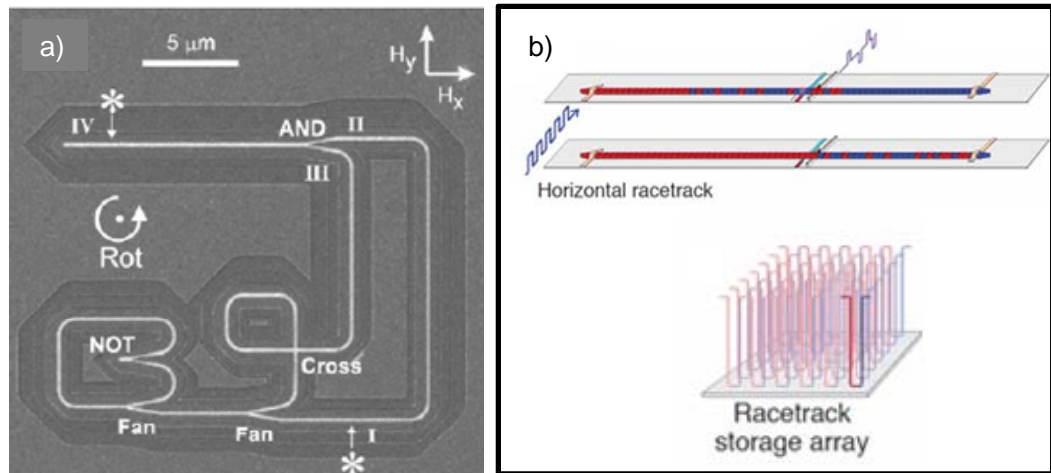 a)
5 µm
Hy
Hx
IV
AND
II
III
Rot
NOT
Cross
Fan
Fan
I
b)
Horizontal racetrack
Racetrack
storage array